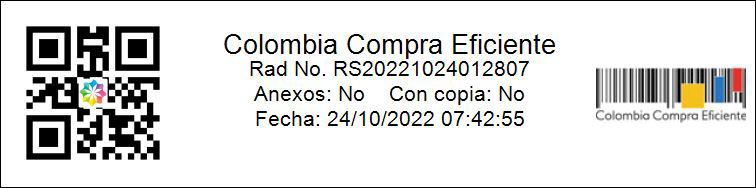 Colombia Compra Eficiente
Rad No. RS20221024012807
Anexos: No Con copia: No
Fecha: 24/10/2022 07:42:55
Colombia Compra Eficiente